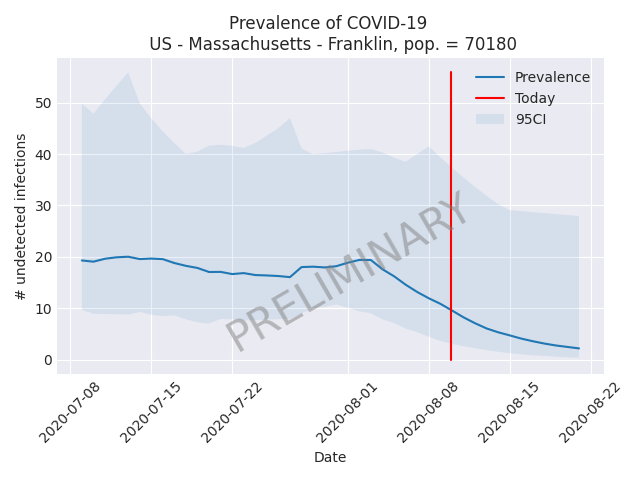 Prevalence of COVID-19
US - Massachusetts - Franklin, pop. = 70180
Prevalence
Today
95CI
# undetected infections
50
40
30
20
10
0
PRELIMINARY
2020-07-08
2020-07-15
2020-07-22
2020-08-01
2020-08-08
2020-08-15
2020-08-22
Date